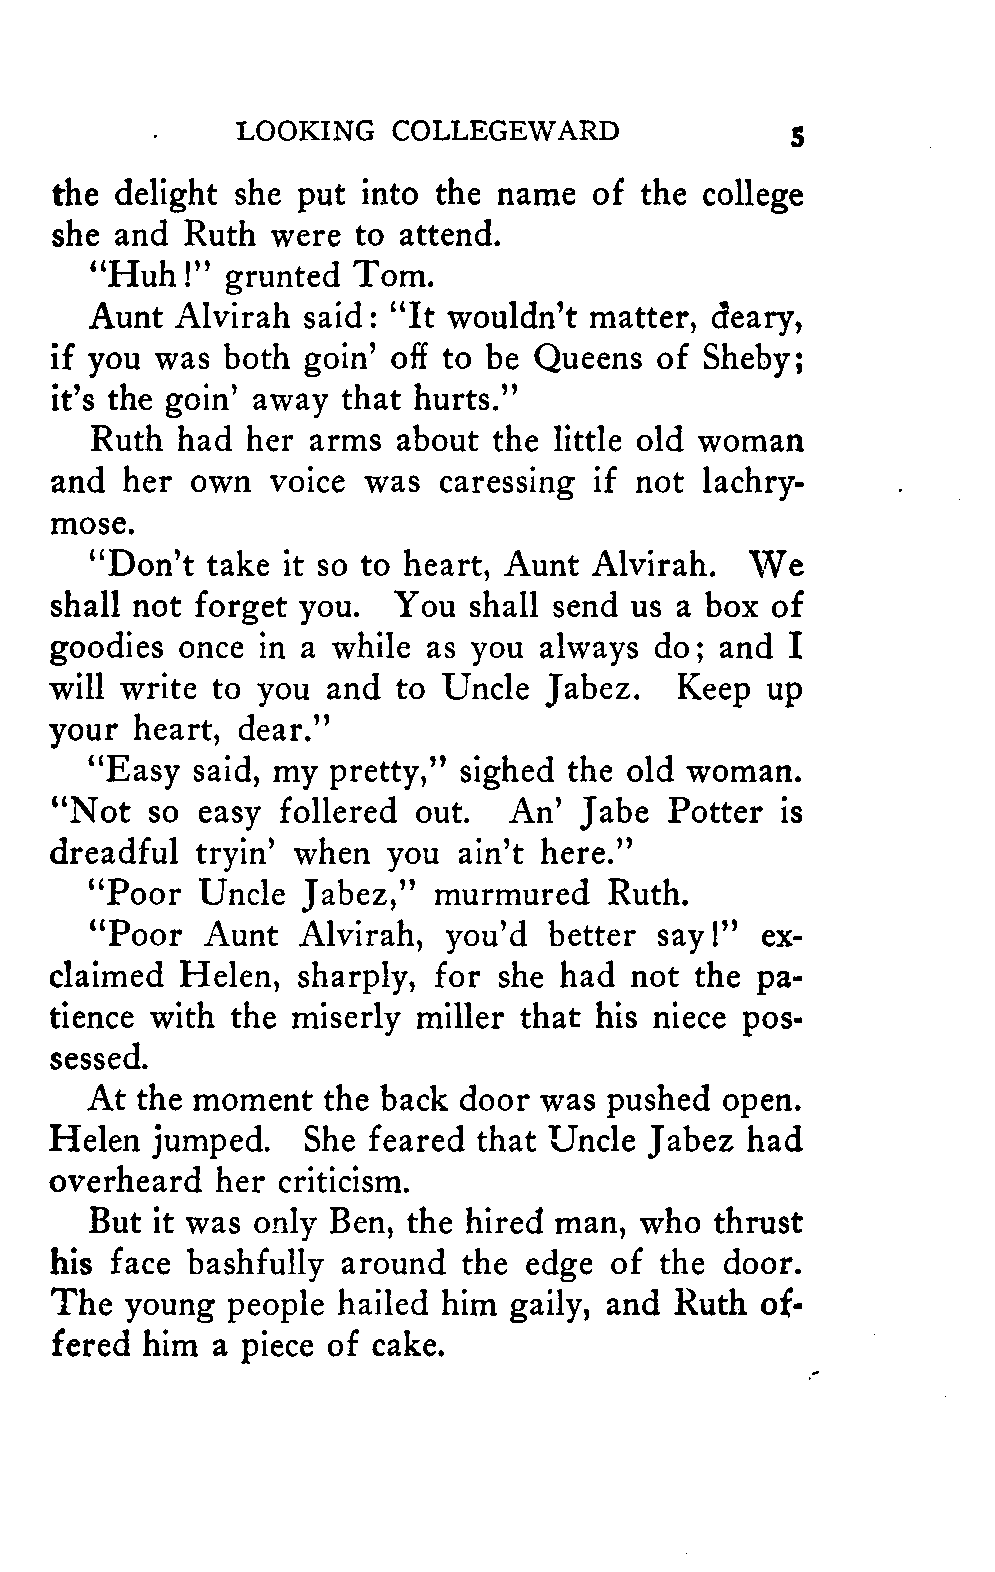 LOOKING COLLEGEWARD 5
the delight she put into the name of the college
she and Ruth were to attend.
“Huh!” grunted Tom.
Aunt Alvirah said: “It wouldn’t matter, deary,
if you was both goin’ off to be Queens of Sheby;
it’s the goin’ away that hurts.”
Ruth had her arms about the little old woman
and her own voice was caressing if not lachry-
mose.
“Don’t take it so to heart, Aunt Alvirah. We
shall not forget you. You shall send us a box of
goodies once in a while as you always do; and I
will write to you and to Uncle Jabez. Keep up
your heart, dear.”
“Easy said, my pretty,” sighed the old woman.
“Not so easy follered out. An’ Jabe Potter is
dreadful tryin’ when you ain’t here.”
“Poor Uncle Jabez,” murmured Ruth.
“Poor Aunt Alvirah, you’d better say!” ex-
claimed Helen, sharply, for she had not the pa-
tience with the miserly miller that his niece pos-
sessed.
At the moment the back door was pushed open.
Helen jumped. She feared that Uncle Jabez had
overheard her criticism.
But it was only Ben, the hired man, who thrust
his face bashfully around the edge of the door.
The young people hailed him gaily, and Ruth of-
fered him a piece of cake.